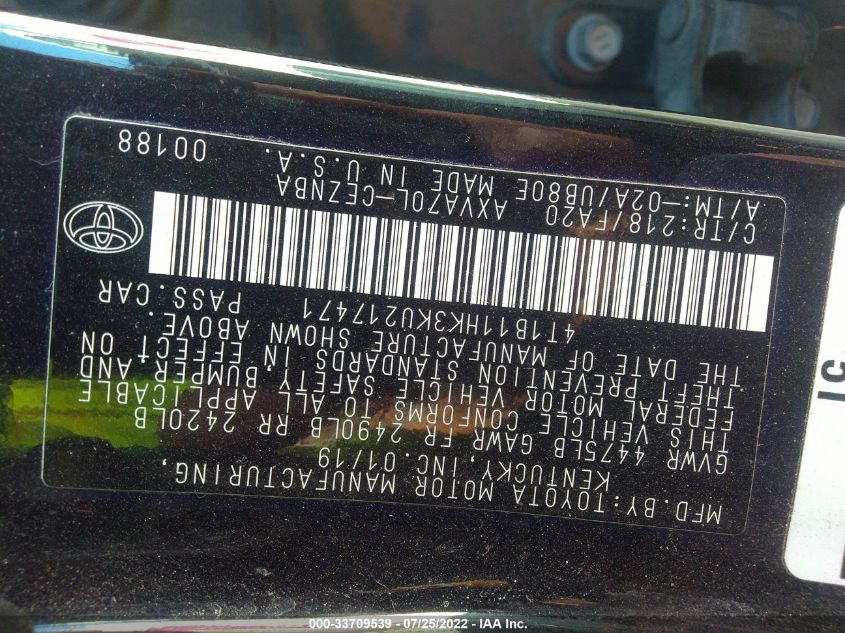 MFD.BY:TOYOTA MOTOR MANUFACTURING,
KENTUCKY, INC. 01/19
GVWR 4475LB GAWR FR 2490LB RR 2420LB
THIS VEHICLE CONFORMS TO ALL APPLICABLE
FEDERAL MOTOR VEHICLE SAFETY, BUMPER AND
THEFT PREVENTION STANDARDS IN EFFECT ON
THE DATE OF MANUFACTURE SHOWN ABOVE.
4T1B11HK3KU217471 PASS.CAR
C/TR:218/FA20 AXVA70L-CEZNBA
A/TM:-02A/UB80E MADE IN U.S.A. 00188
000-33709539 - 07/25/2022 - IAA Inc.